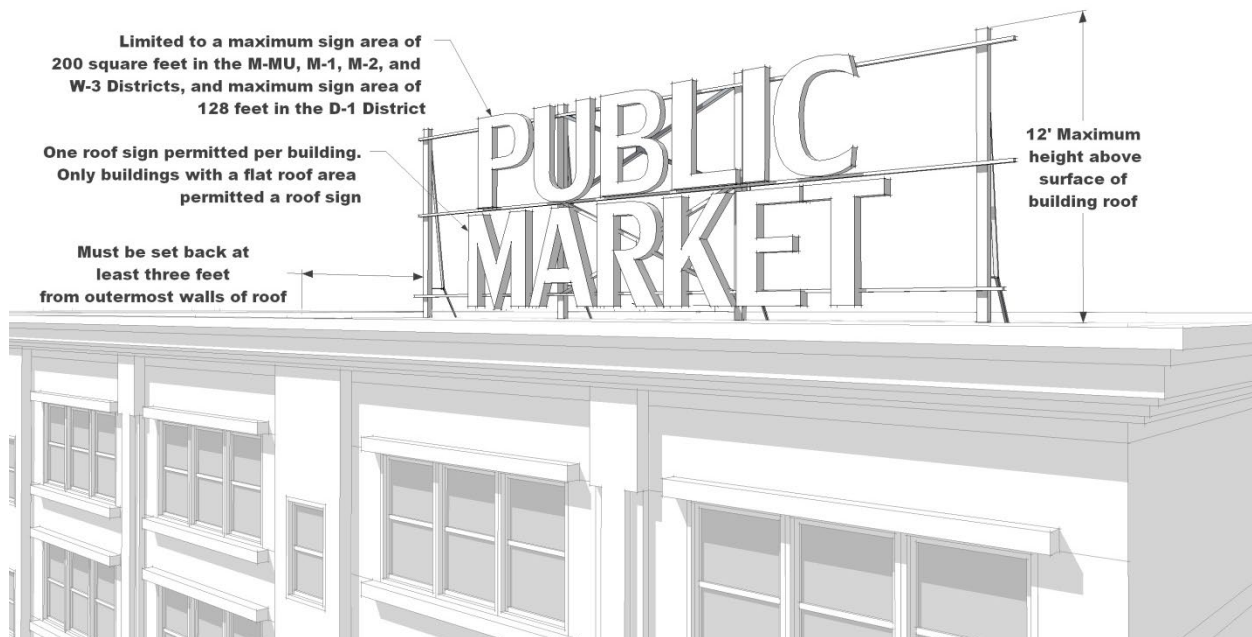 Limited to a maximum sign area of
200 square feet in the M-MU, M-1, M-2, and
W-3 Districts, and maximum sign area of
128 feet in the D-1 District
One roof sign permitted per building.
Only buildings with a flat roof area
permitted a roof sign
Must be set back at
least three feet
from outermost walls of roof
PUBLIC
MARKET
12' Maximum
height above
surface of
building roof